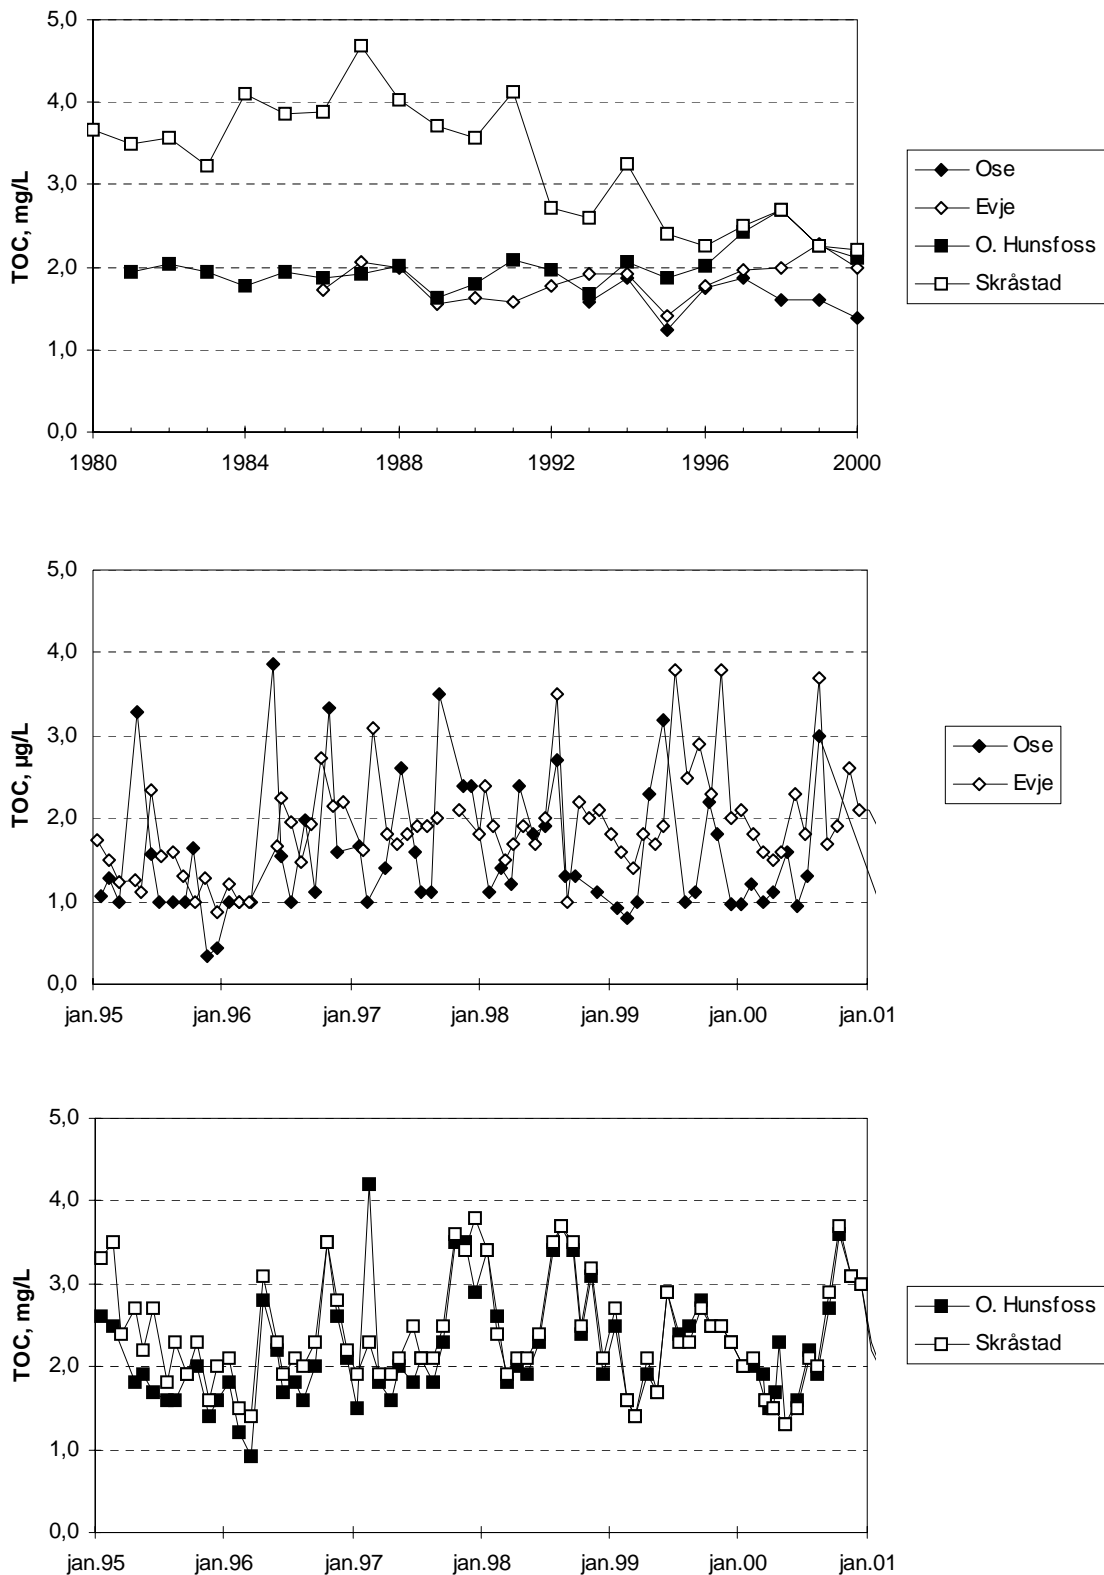 5,0
4,0
3,0
2,0
1,0
0,0
TOC, mg/L
1980 1984 1988 1992 1996 2000
Ose
Evje
O. Hunsfoss
Skråstad
5,0
4,0
3,0
2,0
1,0
0,0
TOC, µg/L
jan.95 jan.96 jan.97 jan.98 jan.99 jan.00 jan.01
Ose
Evje
5,0
4,0
3,0
2,0
1,0
0,0
TOC, mg/L
jan.95 jan.96 jan.97 jan.98 jan.99 jan.00 jan.01
O. Hunsfoss
Skråstad